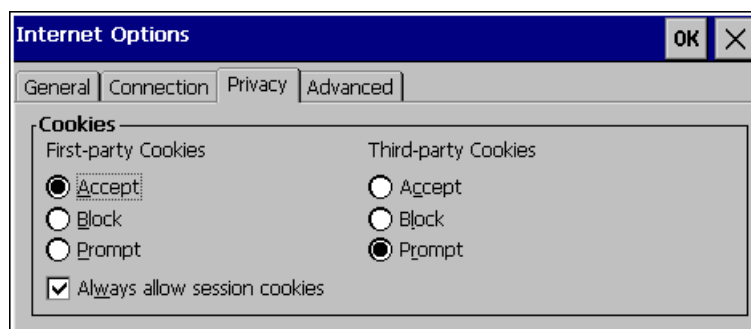 Internet Options OK
General Connection Privacy Advanced
Cookies
First-party Cookies Third-party Cookies
Accept Accept
Block Block
Prompt Prompt
Always allow session cookies